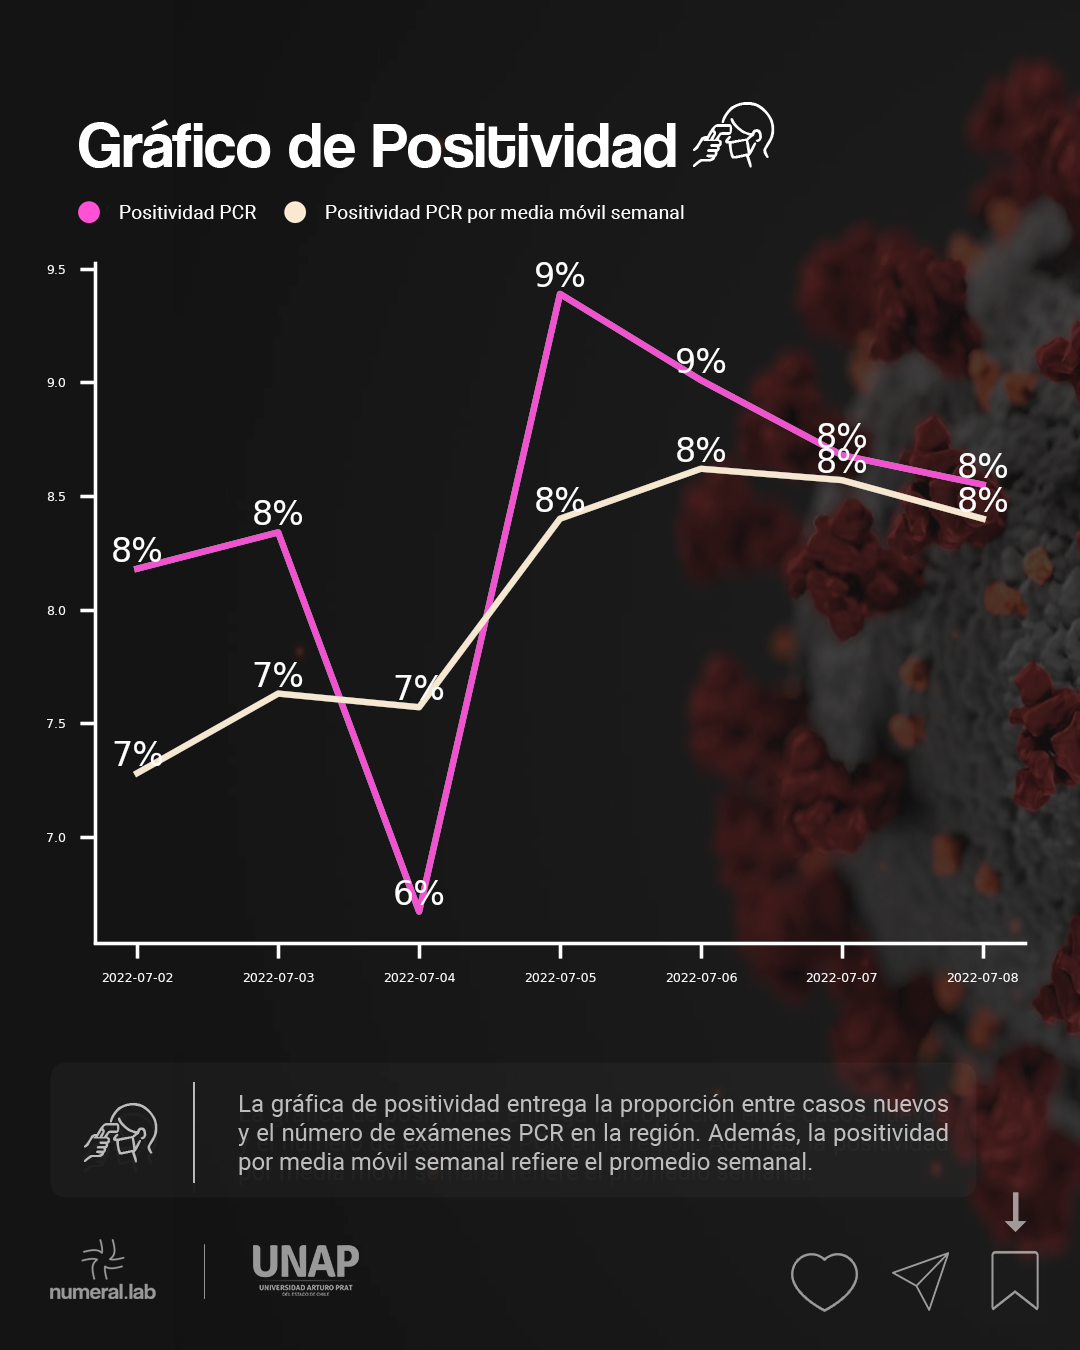 Gráfico de Positividad
Positividad PCR
Positividad PCR por media móvil semanal
9.5
9.0
8.5
8.0
7.5
7.0
8%
8%
6%
9%
9%
8%
8%
7%
7%
7%
8%
8%
8%
8%
2022-07-02
2022-07-03
2022-07-04
2022-07-05
2022-07-06
2022-07-07
2022-07-08
La gráfica de positividad entrega la proporción entre casos nuevos
y el número de exámenes PCR en la región. Además, la positividad
por media móvil semanal refiere el promedio semanal.
numeral.lab
UNAP
UNIVERSIDAD ARTURO PRAT
DEL ESTADO DE CHILE